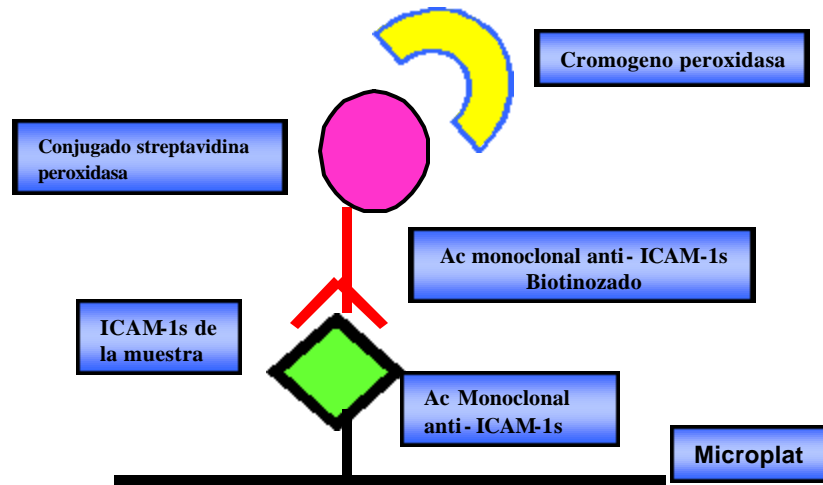 Cromogeno peroxidasa
Conjugado streptavidina
peroxidasa
Ac monoclonal anti - ICAM-1s
Biotinozado
ICAM-1s de
la muestra
Ac Monoclonal
anti - ICAM-1s
Microplat